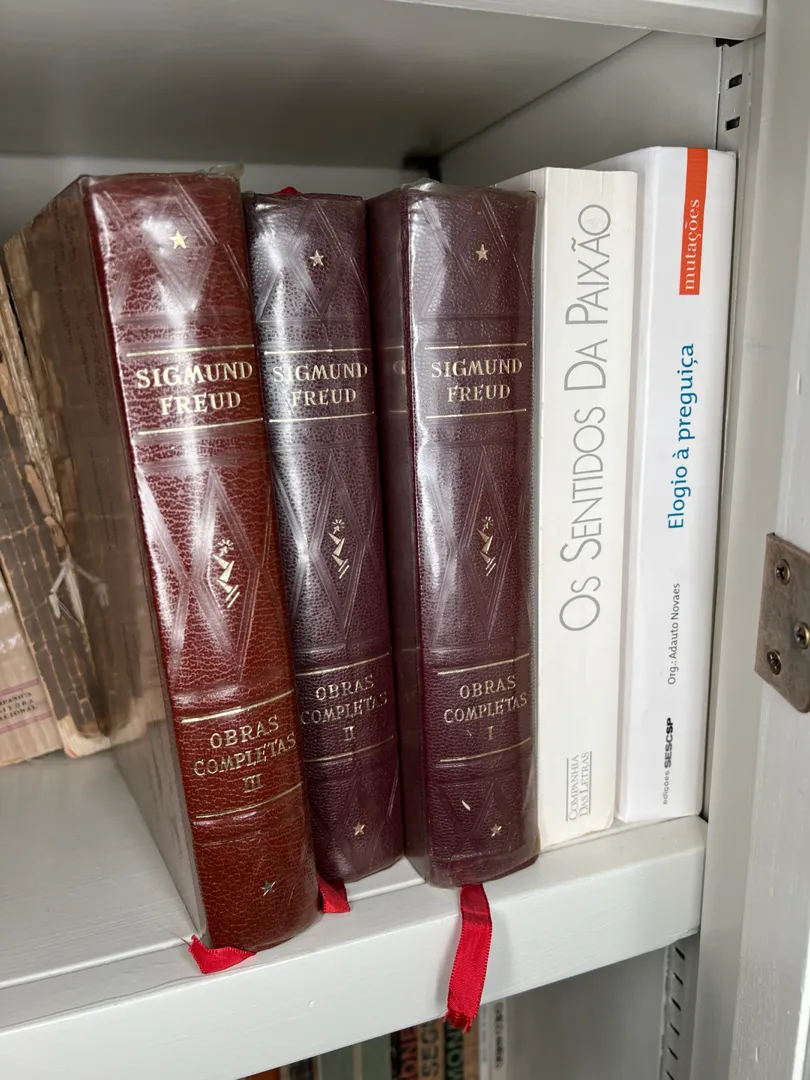 SIGMUND
FREUD
OBRAS
COMPLETAS
III
SIGMUND
FREUD
OBRAS
COMPLETAS
II
SIGMUND
FREUD
OBRAS
COMPLETAS
I
OS SENTIDOS DA PAIXÃO
COMPANHIA
DAS LETRAS
mutações
Elogio à preguiça
Org.: Adauto Novaes
edições SESCSP